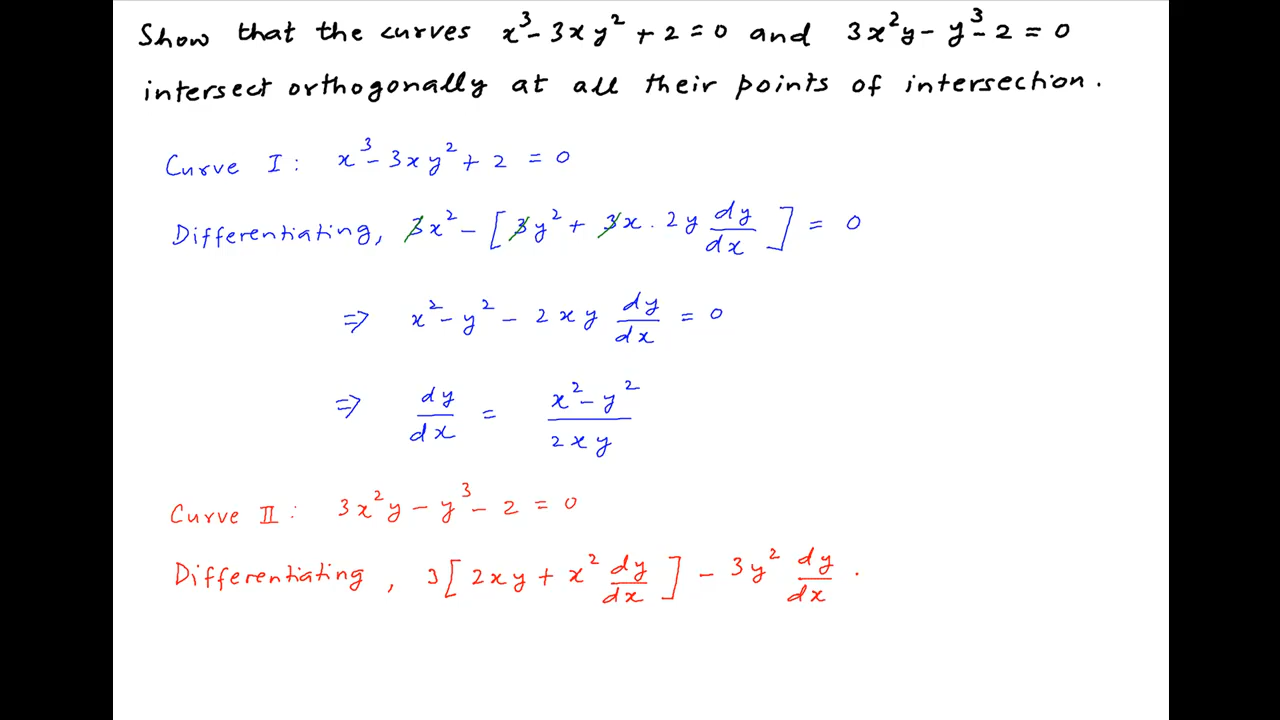 Show that the curves x³ - 3xy² + 2 = 0 and 3x²y - y³ - 2 = 0
intersect orthogonally at all their points of intersection.
Curve I: x³ - 3xy² + 2 = 0
Differentiating, 3x² - [3y² + 3x · 2y dy/dx] = 0
⇒ x² - y² - 2xy dy/dx = 0
⇒ dy/dx = (x² - y²)/(2xy)
Curve II: 3x²y - y³ - 2 = 0
Differentiating, 3[2xy + x² dy/dx] - 3y² dy/dx .